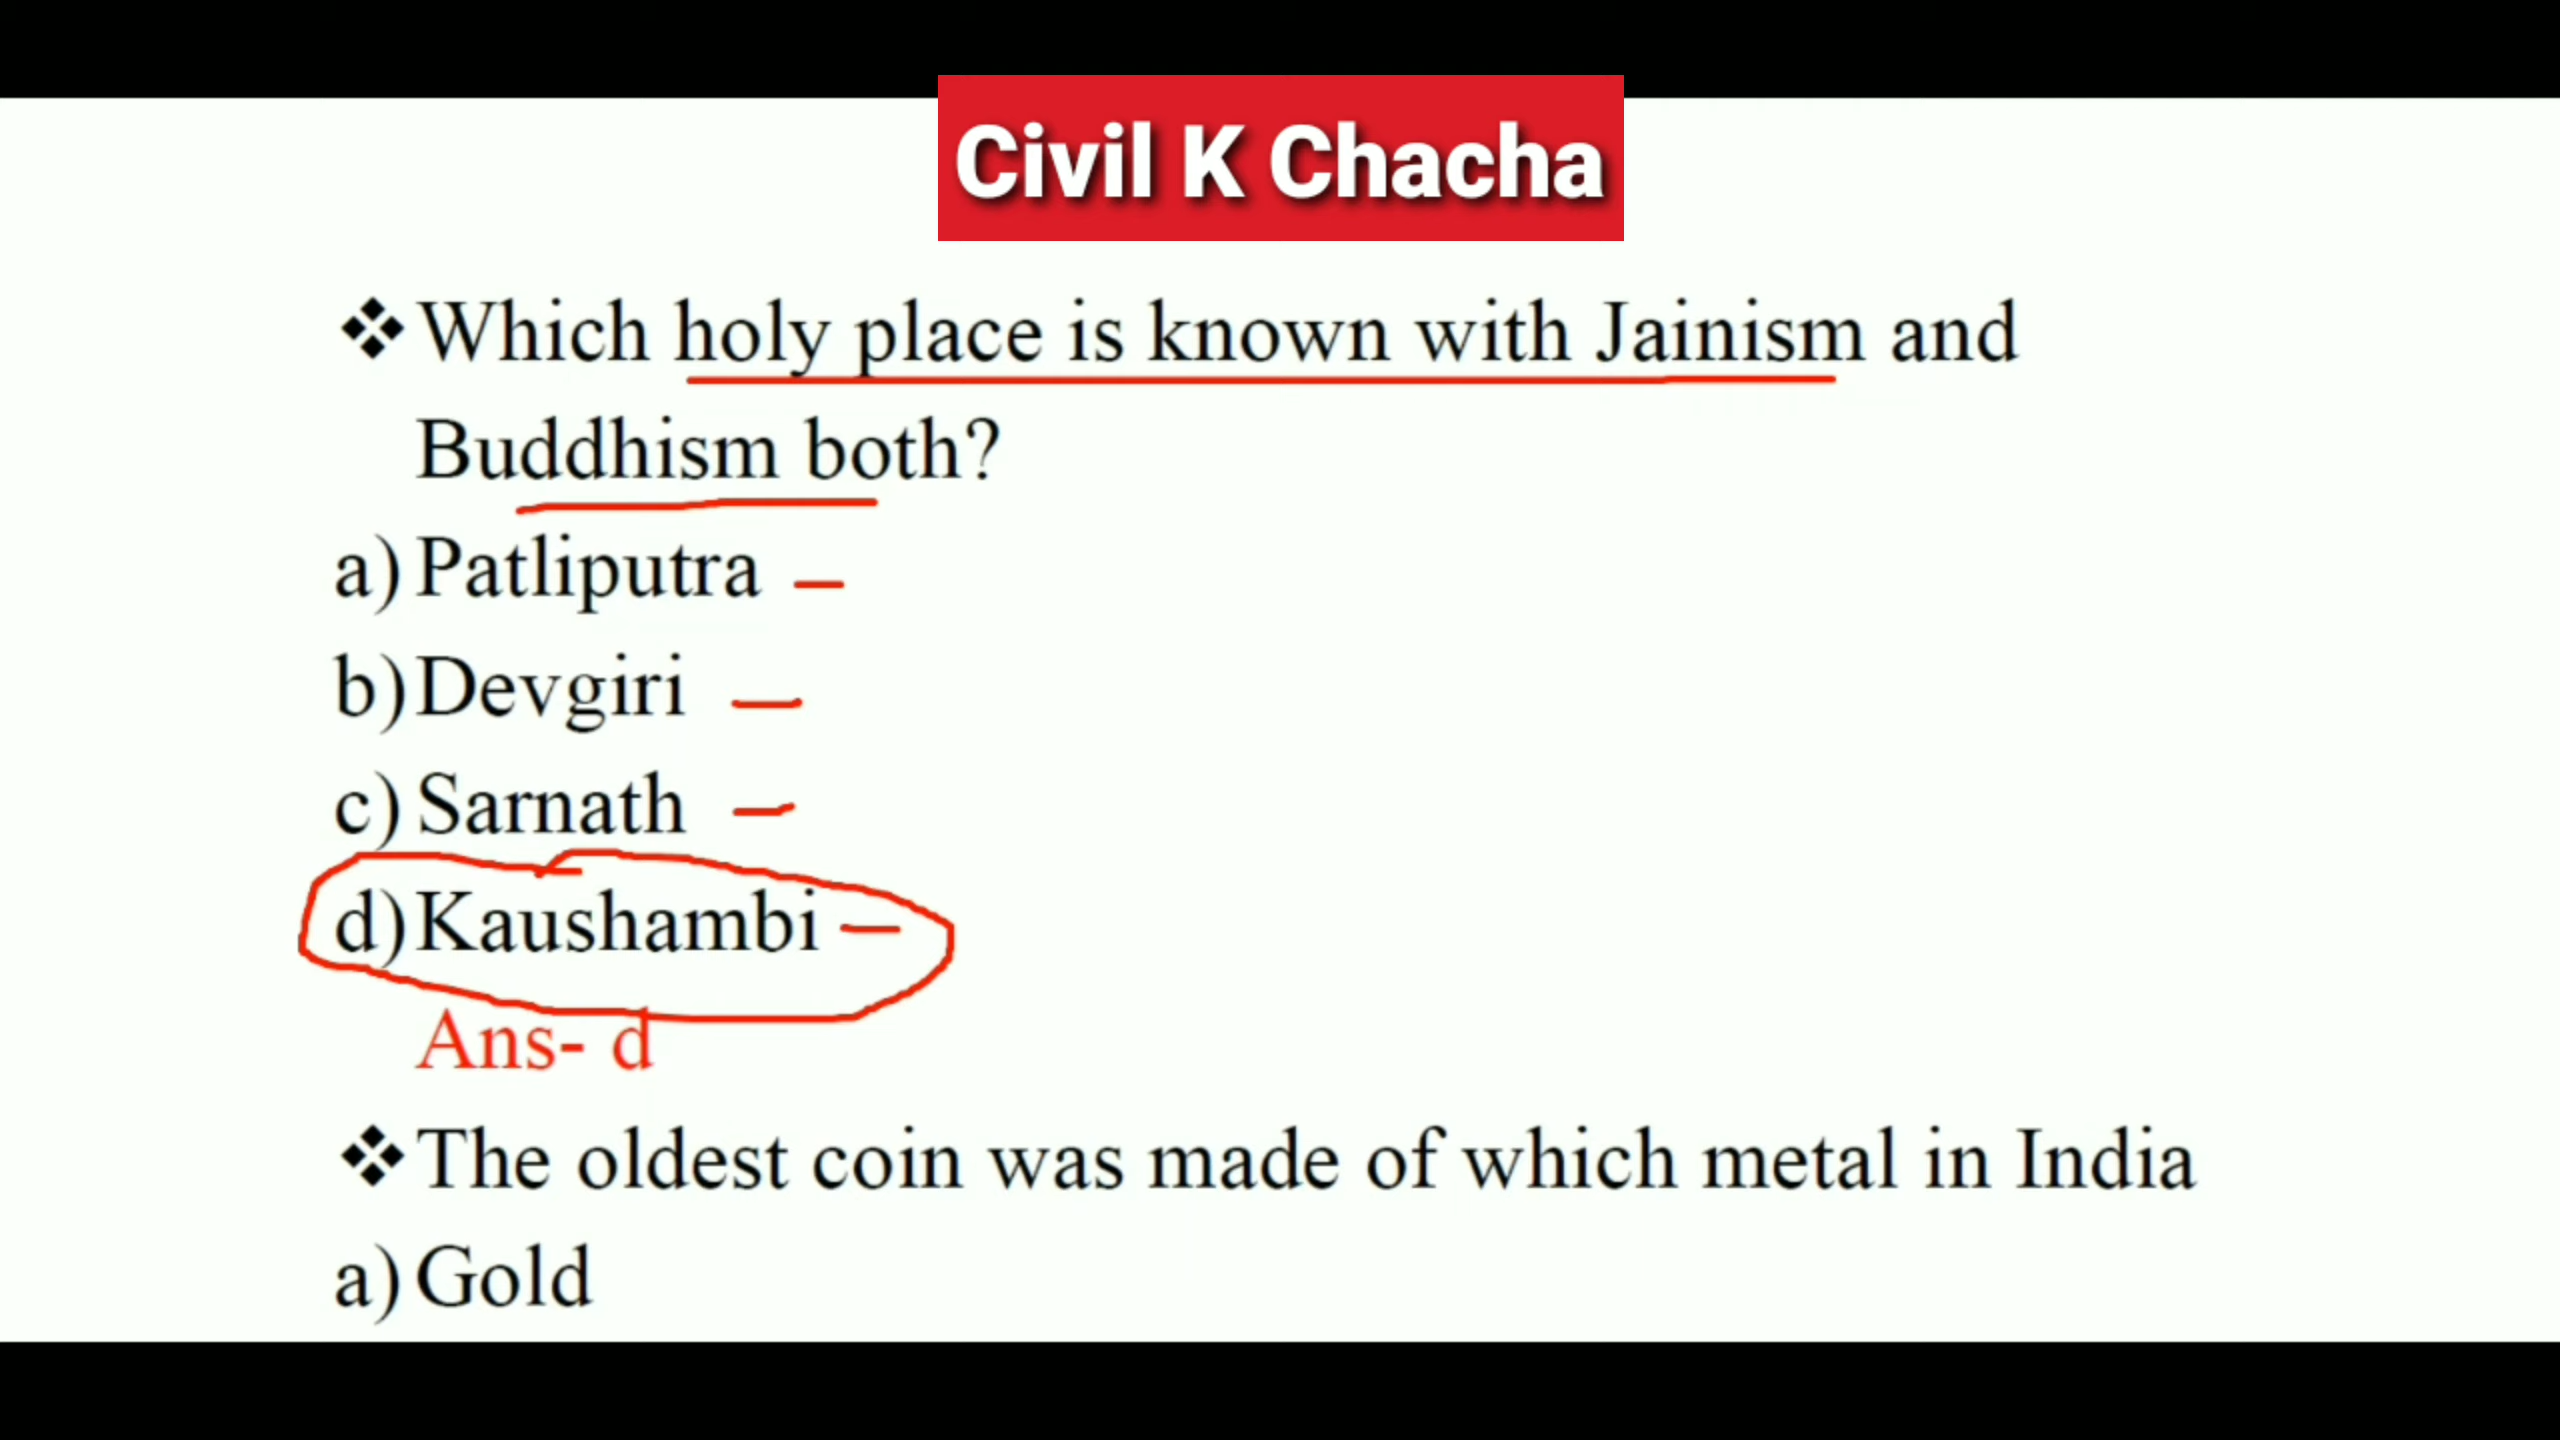 Civil K Chacha
❖Which holy place is known with Jainism and
Buddhism both?
a) Patliputra
b) Devgiri
c) Sarnath
d) Kaushambi
Ans- d
❖The oldest coin was made of which metal in India
a) Gold